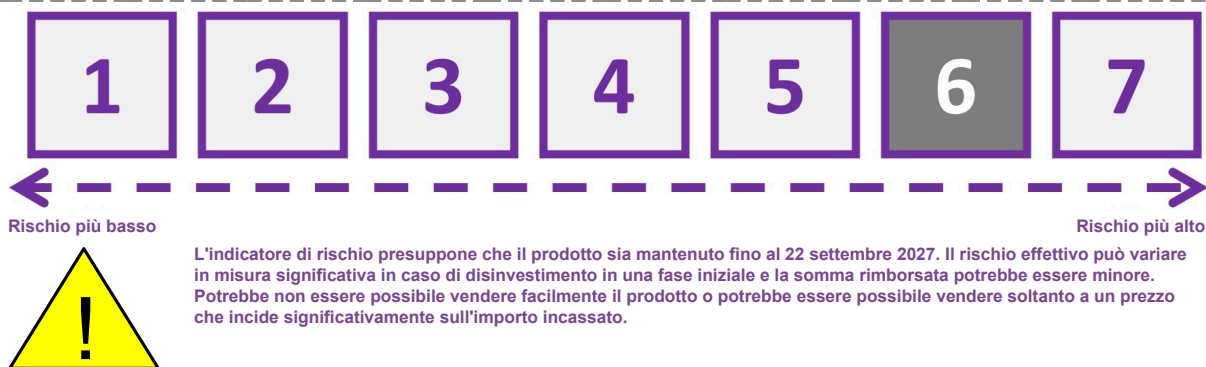 1 2 3 4 5 6 7
Rischio più basso Rischio più alto
L'indicatore di rischio presuppone che il prodotto sia mantenuto fino al 22 settembre 2027. Il rischio effettivo può variare
in misura significativa in caso di disinvestimento in una fase iniziale e la somma rimborsata potrebbe essere minore.
Potrebbe non essere possibile vendere facilmente il prodotto o potrebbe essere possibile vendere soltanto a un prezzo
che incide significativamente sull'importo incassato.
!